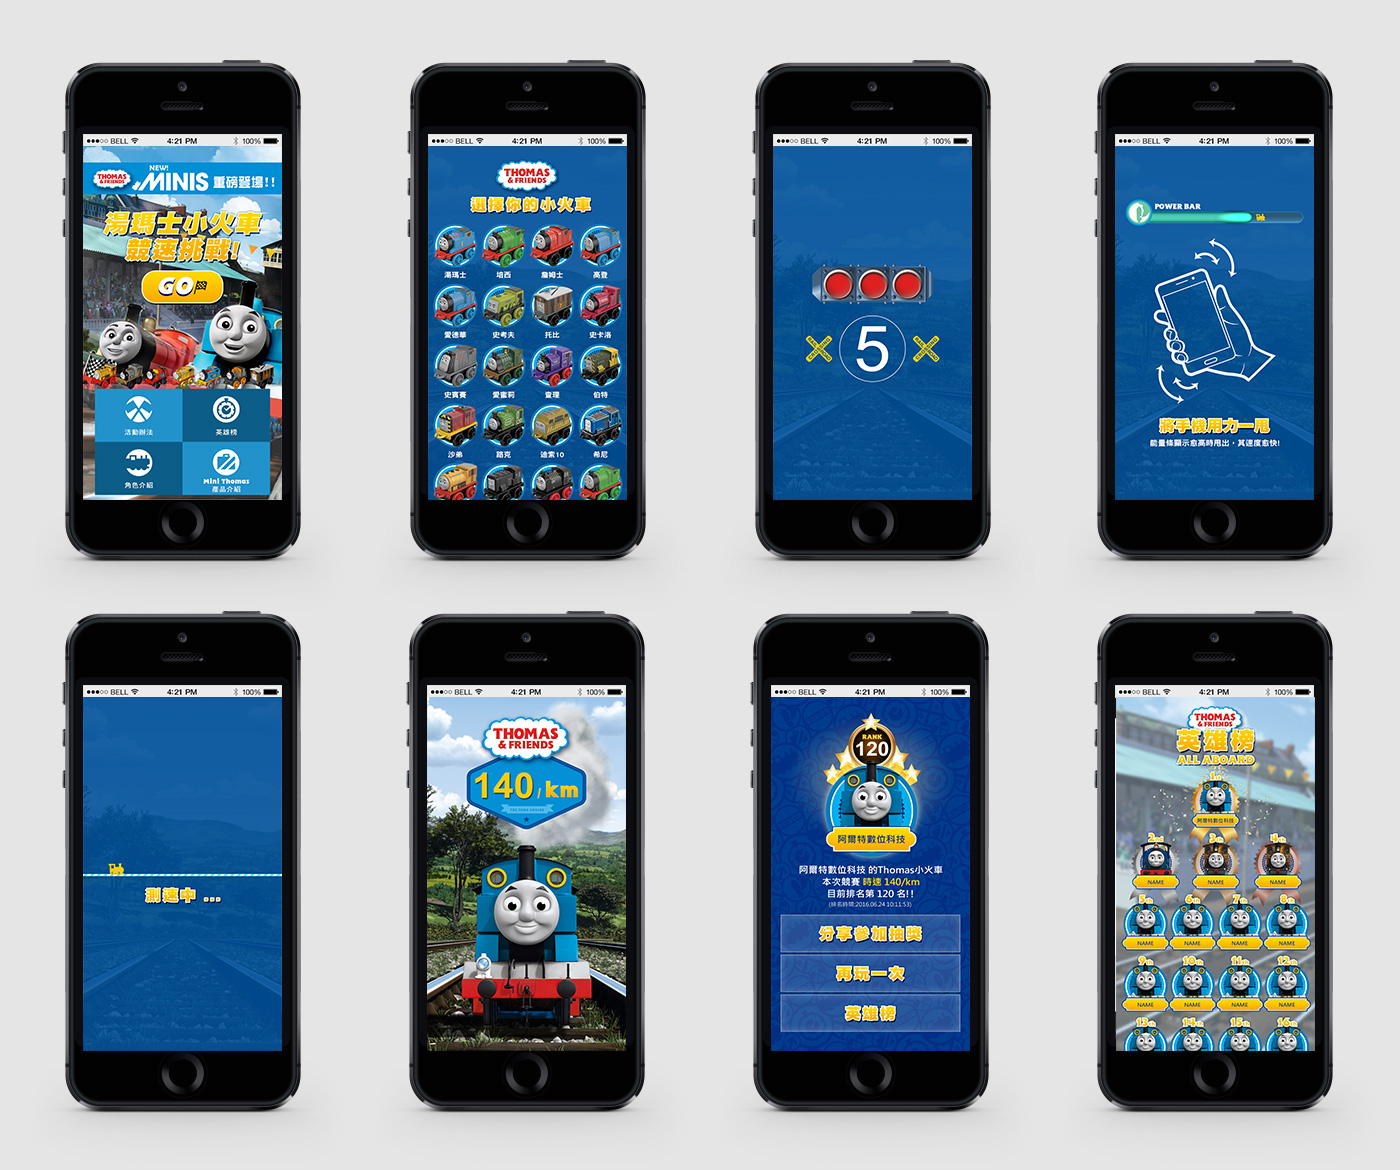 BELL 4:21 PM 100%
THOMAS & FRIENDS
NEW!
MINIS 重磅登場!!
湯瑪士小火車
競速挑戰!
GO
活動辦法 英雄榜
角色介紹 Mini Thomas 產品介紹
BELL 4:21 PM 100%
THOMAS
& FRIENDS
選擇你的小火車
湯瑪士 培西 詹姆士 高登
愛德華 史考夫 托比 史卡洛
史賓賽 愛蜜莉 查理 伯特
沙弟 路克 迪索10 希尼
BELL 4:21 PM 100%
5
BELL 4:21 PM 100%
POWER BAR
將手機用力一甩
能量條顯示愈高時甩出，其速度愈快!
BELL 4:21 PM 100%
測速中 ...
BELL 4:21 PM 100%
THOMAS
& FRIENDS
140/km
BELL 4:21 PM 100%
RANK
120
阿爾特數位科技
阿爾特數位科技 的Thomas小火車
本次競賽 時速 140/km
目前排名第 120 名!!
(排名時間:2016.06.24 10:11:53)
分享參加抽獎
再玩一次
英雄榜
BELL 4:21 PM 100%
THOMAS
& FRIENDS
英雄榜
ALL ABOARD
1st
阿爾特數位科技
2nd 3th 4th
NAME NAME NAME
5th 6th 7th 8th
NAME NAME NAME NAME
9th 10th 11th 12th
NAME NAME NAME NAME
13th 14th 15th 16th